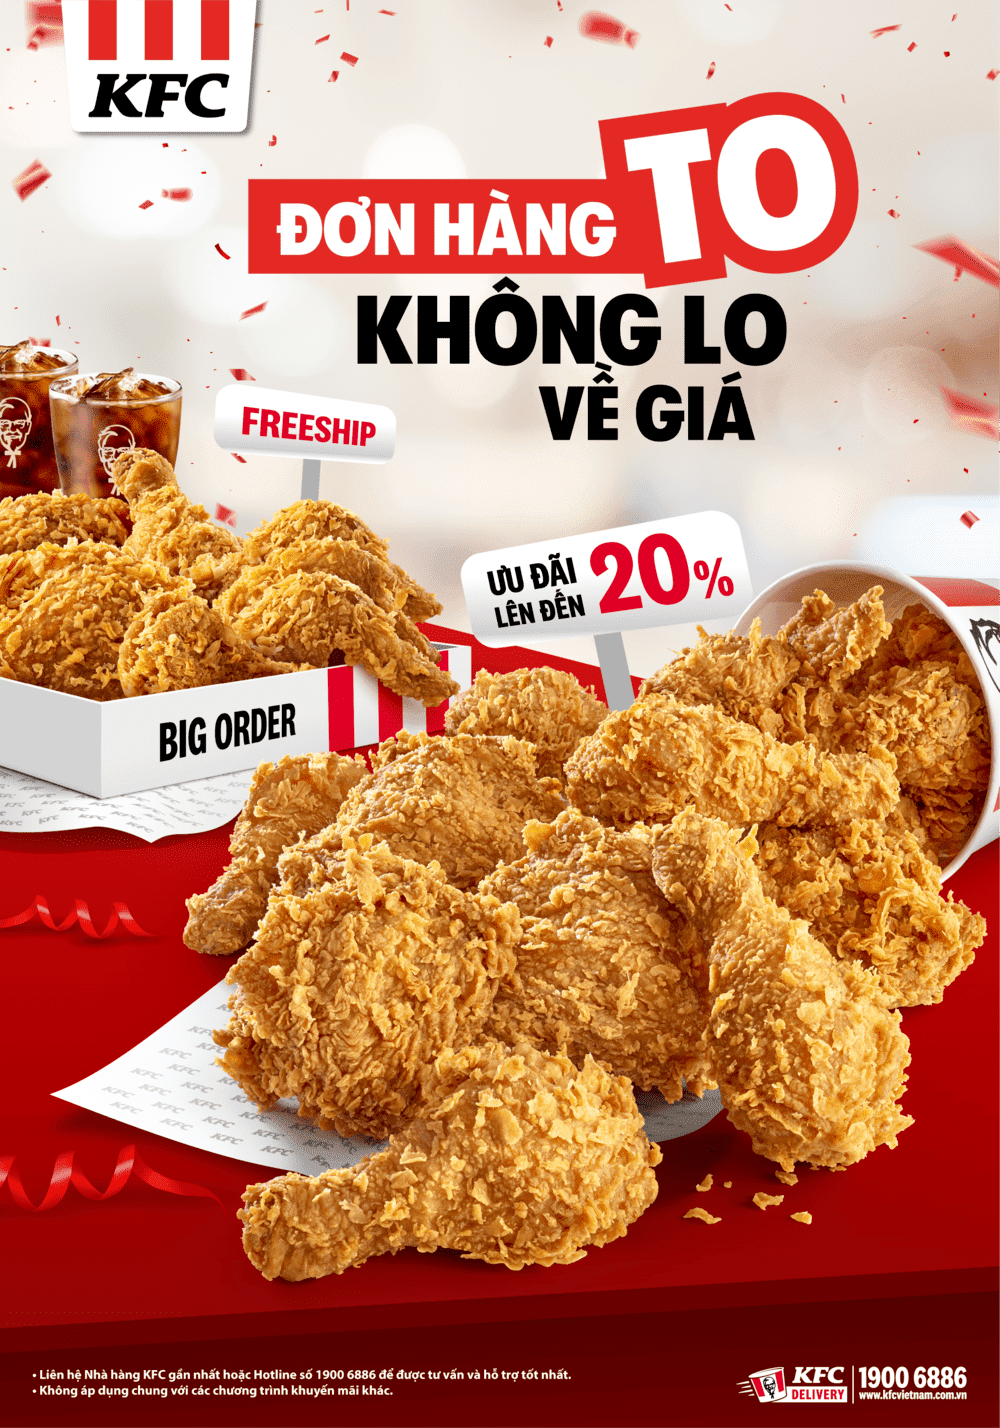 KFC
ĐƠN HÀNG TO
KHÔNG LO
VỀ GIÁ
FREESHIP
ƯU ĐÃI
LÊN ĐẾN
20%
BIG ORDER
• Liên hệ Nhà hàng KFC gần nhất hoặc Hotline số 1900 6886 để được tư vấn và hỗ trợ tốt nhất.
• Không áp dụng chung với các chương trình khuyến mãi khác.
KFC
DELIVERY
1900 6886
www.kfcvietnam.com.vn